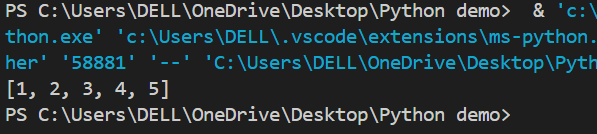 PS C:\Users\DELL\OneDrive\Desktop\Python demo>  & 'c:\
thon.exe' 'c:\Users\DELL\.vscode\extensions\ms-python.
her' '58881' '--' 'C:\Users\DELL\OneDrive\Desktop\Pyth
[1, 2, 3, 4, 5]
PS C:\Users\DELL\OneDrive\Desktop\Python demo>